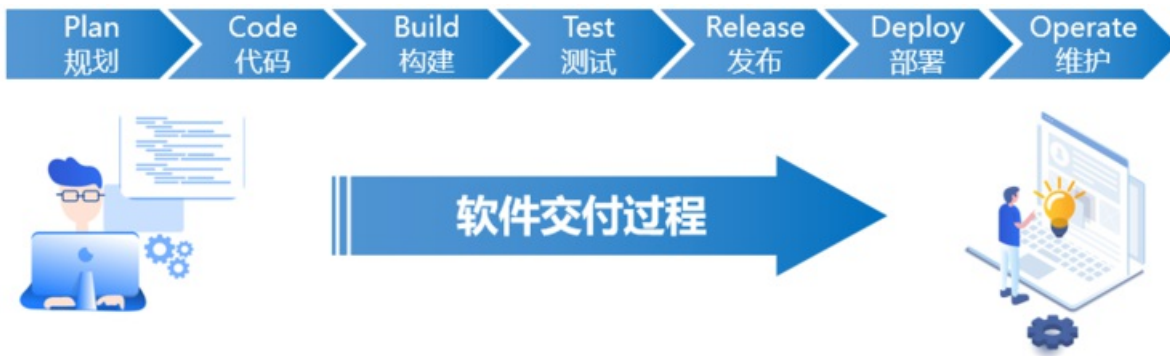 Plan
规划
Code
代码
Build
构建
Test
测试
Release
发布
Deploy
部署
Operate
维护
软件交付过程